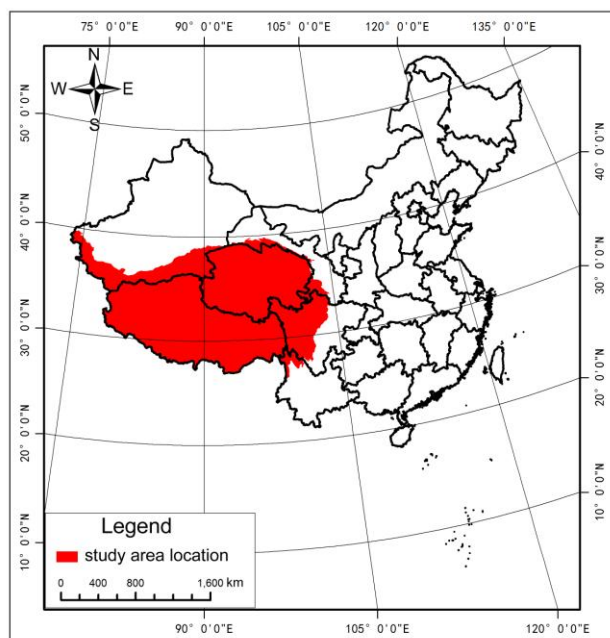 75° 0'0"E 90° 0'0"E 105° 0'0"E 120° 0'0"E 135° 0'0"E
N
W E
S
50° 0'0"N
40° 0'0"N
30° 0'0"N
20° 0'0"N
10° 0'0"N
40° 0'0"N
30° 0'0"N
20° 0'0"N
10° 0'0"N
Legend
study area location
0 400 800 1,600 km
90° 0'0"E 105° 0'0"E 120° 0'0"E